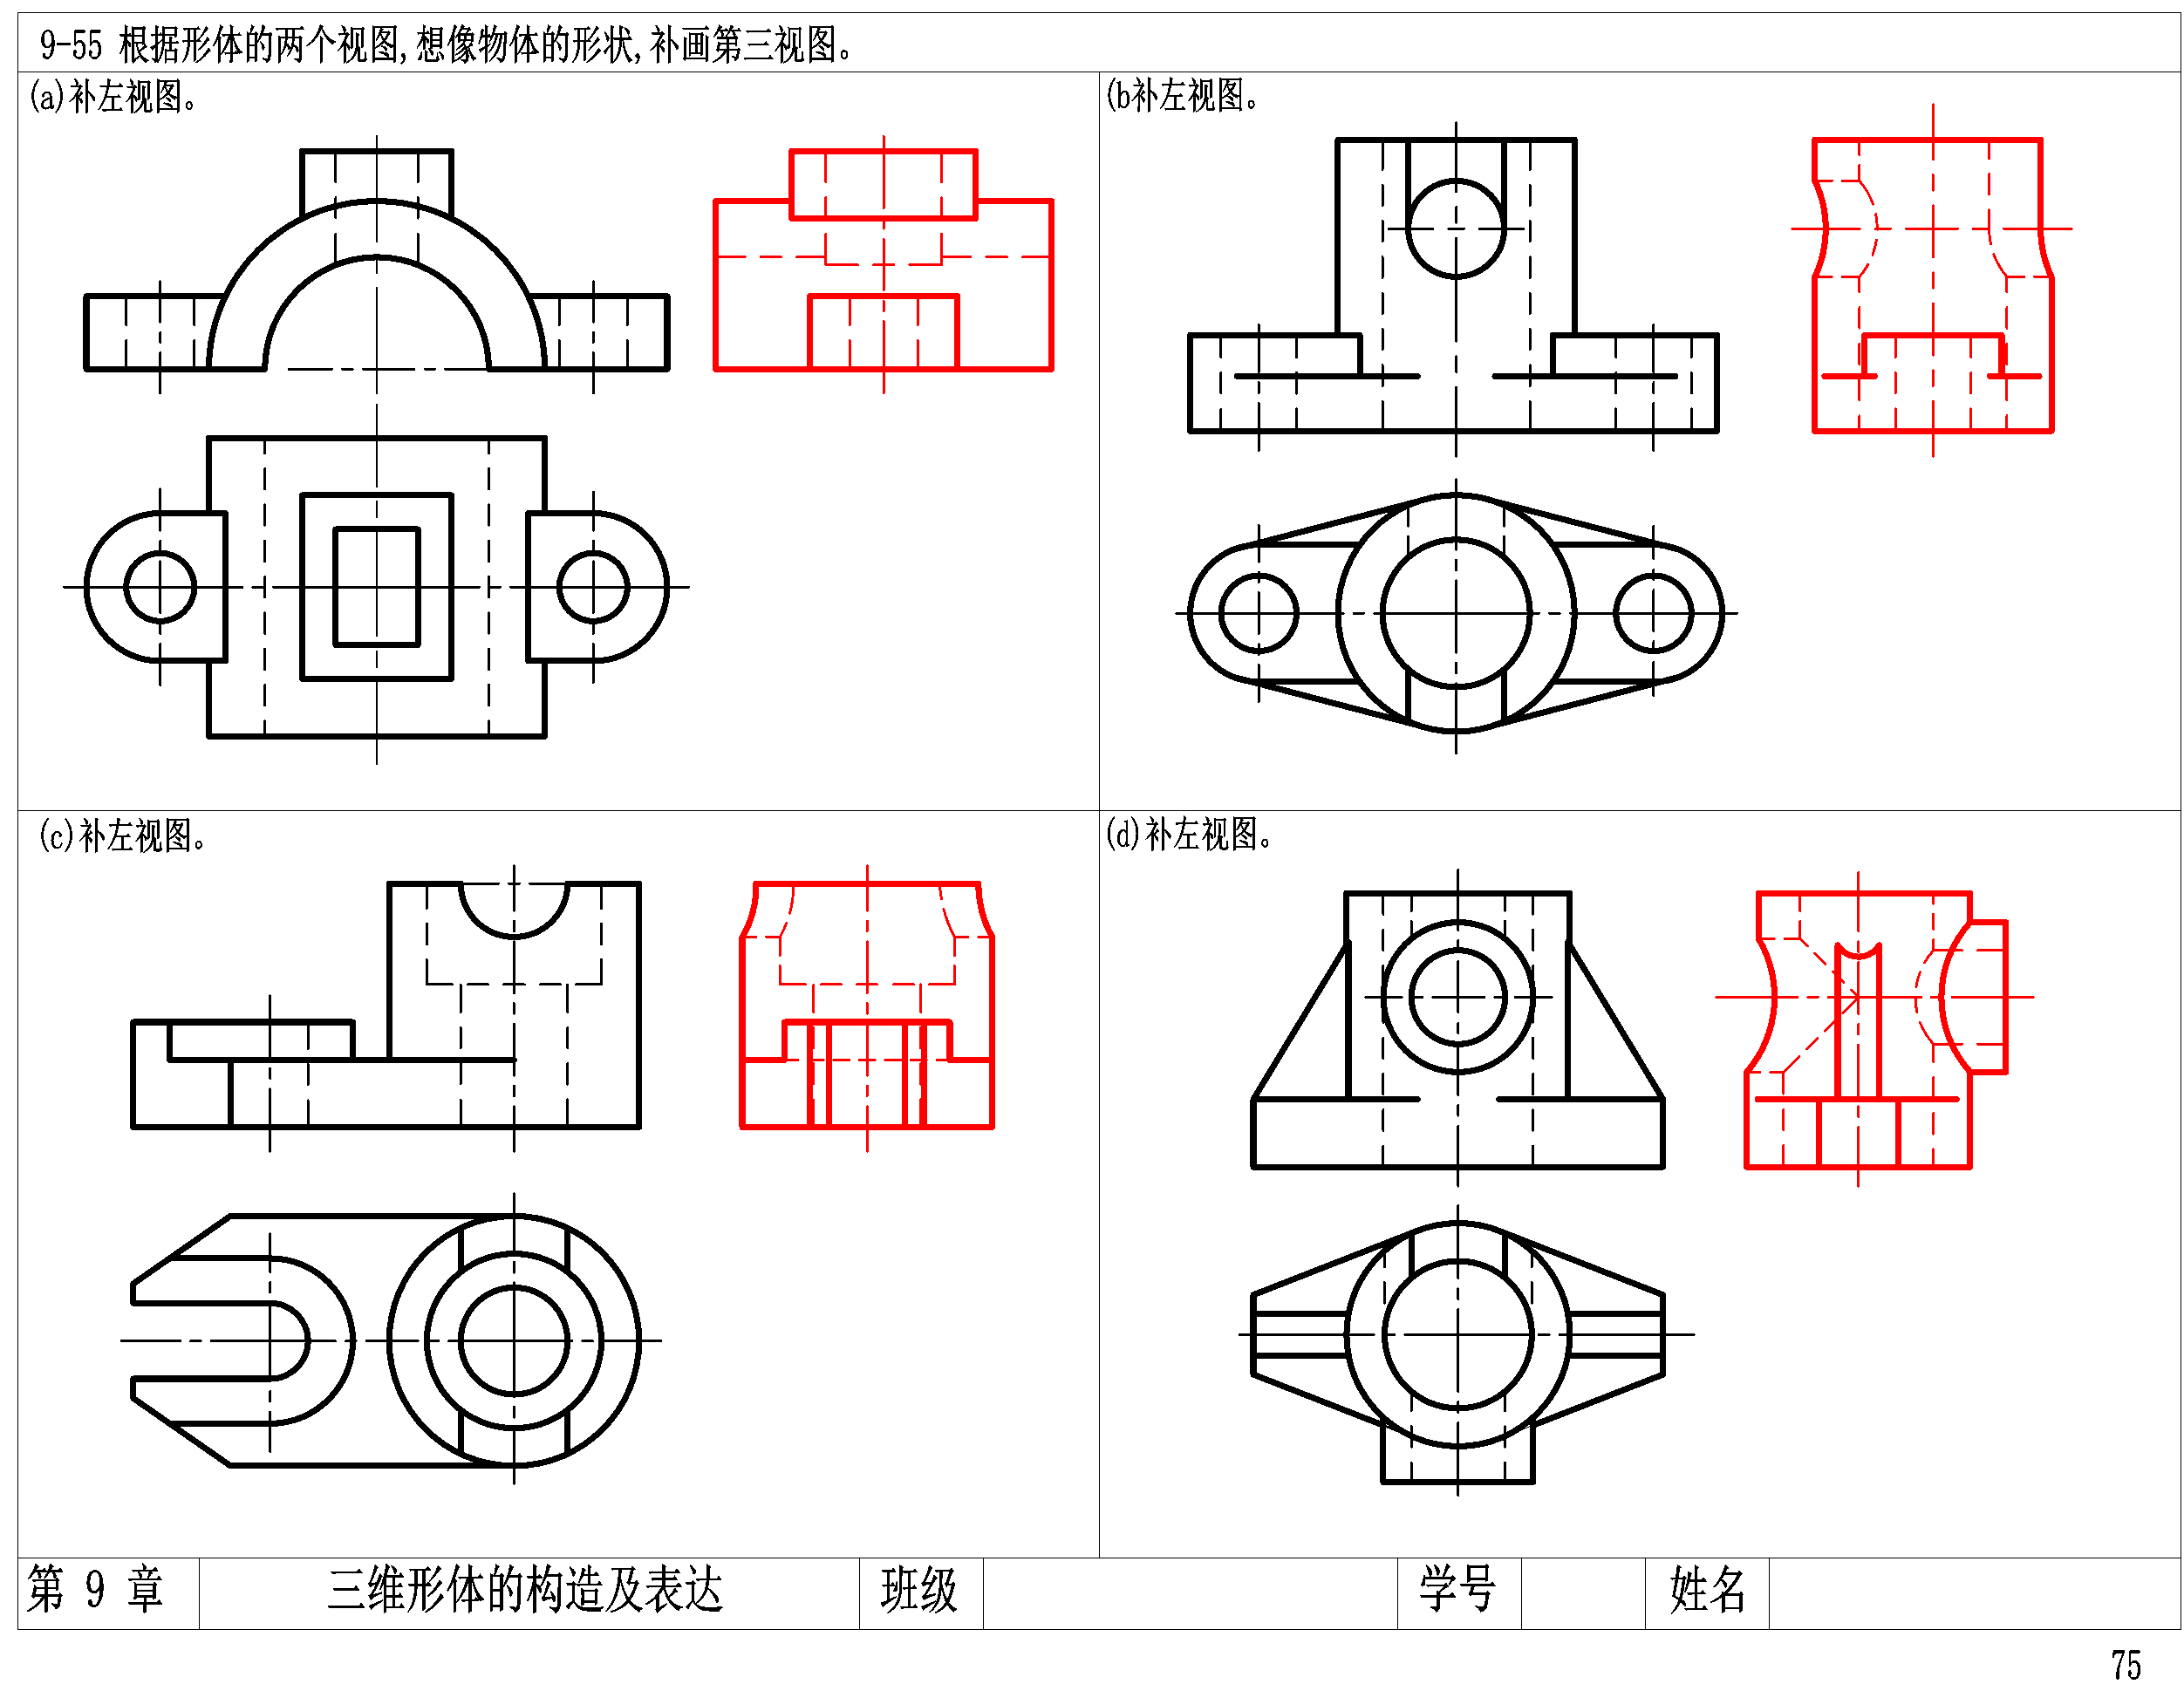 9-55 根据形体的两个视图,想像物体的形状,补画第三视图。
(a)补左视图。
(b补左视图。
(c)补左视图。
(d)补左视图。
第 9 章 三维形体的构造及表达 班级 学号 姓名
75